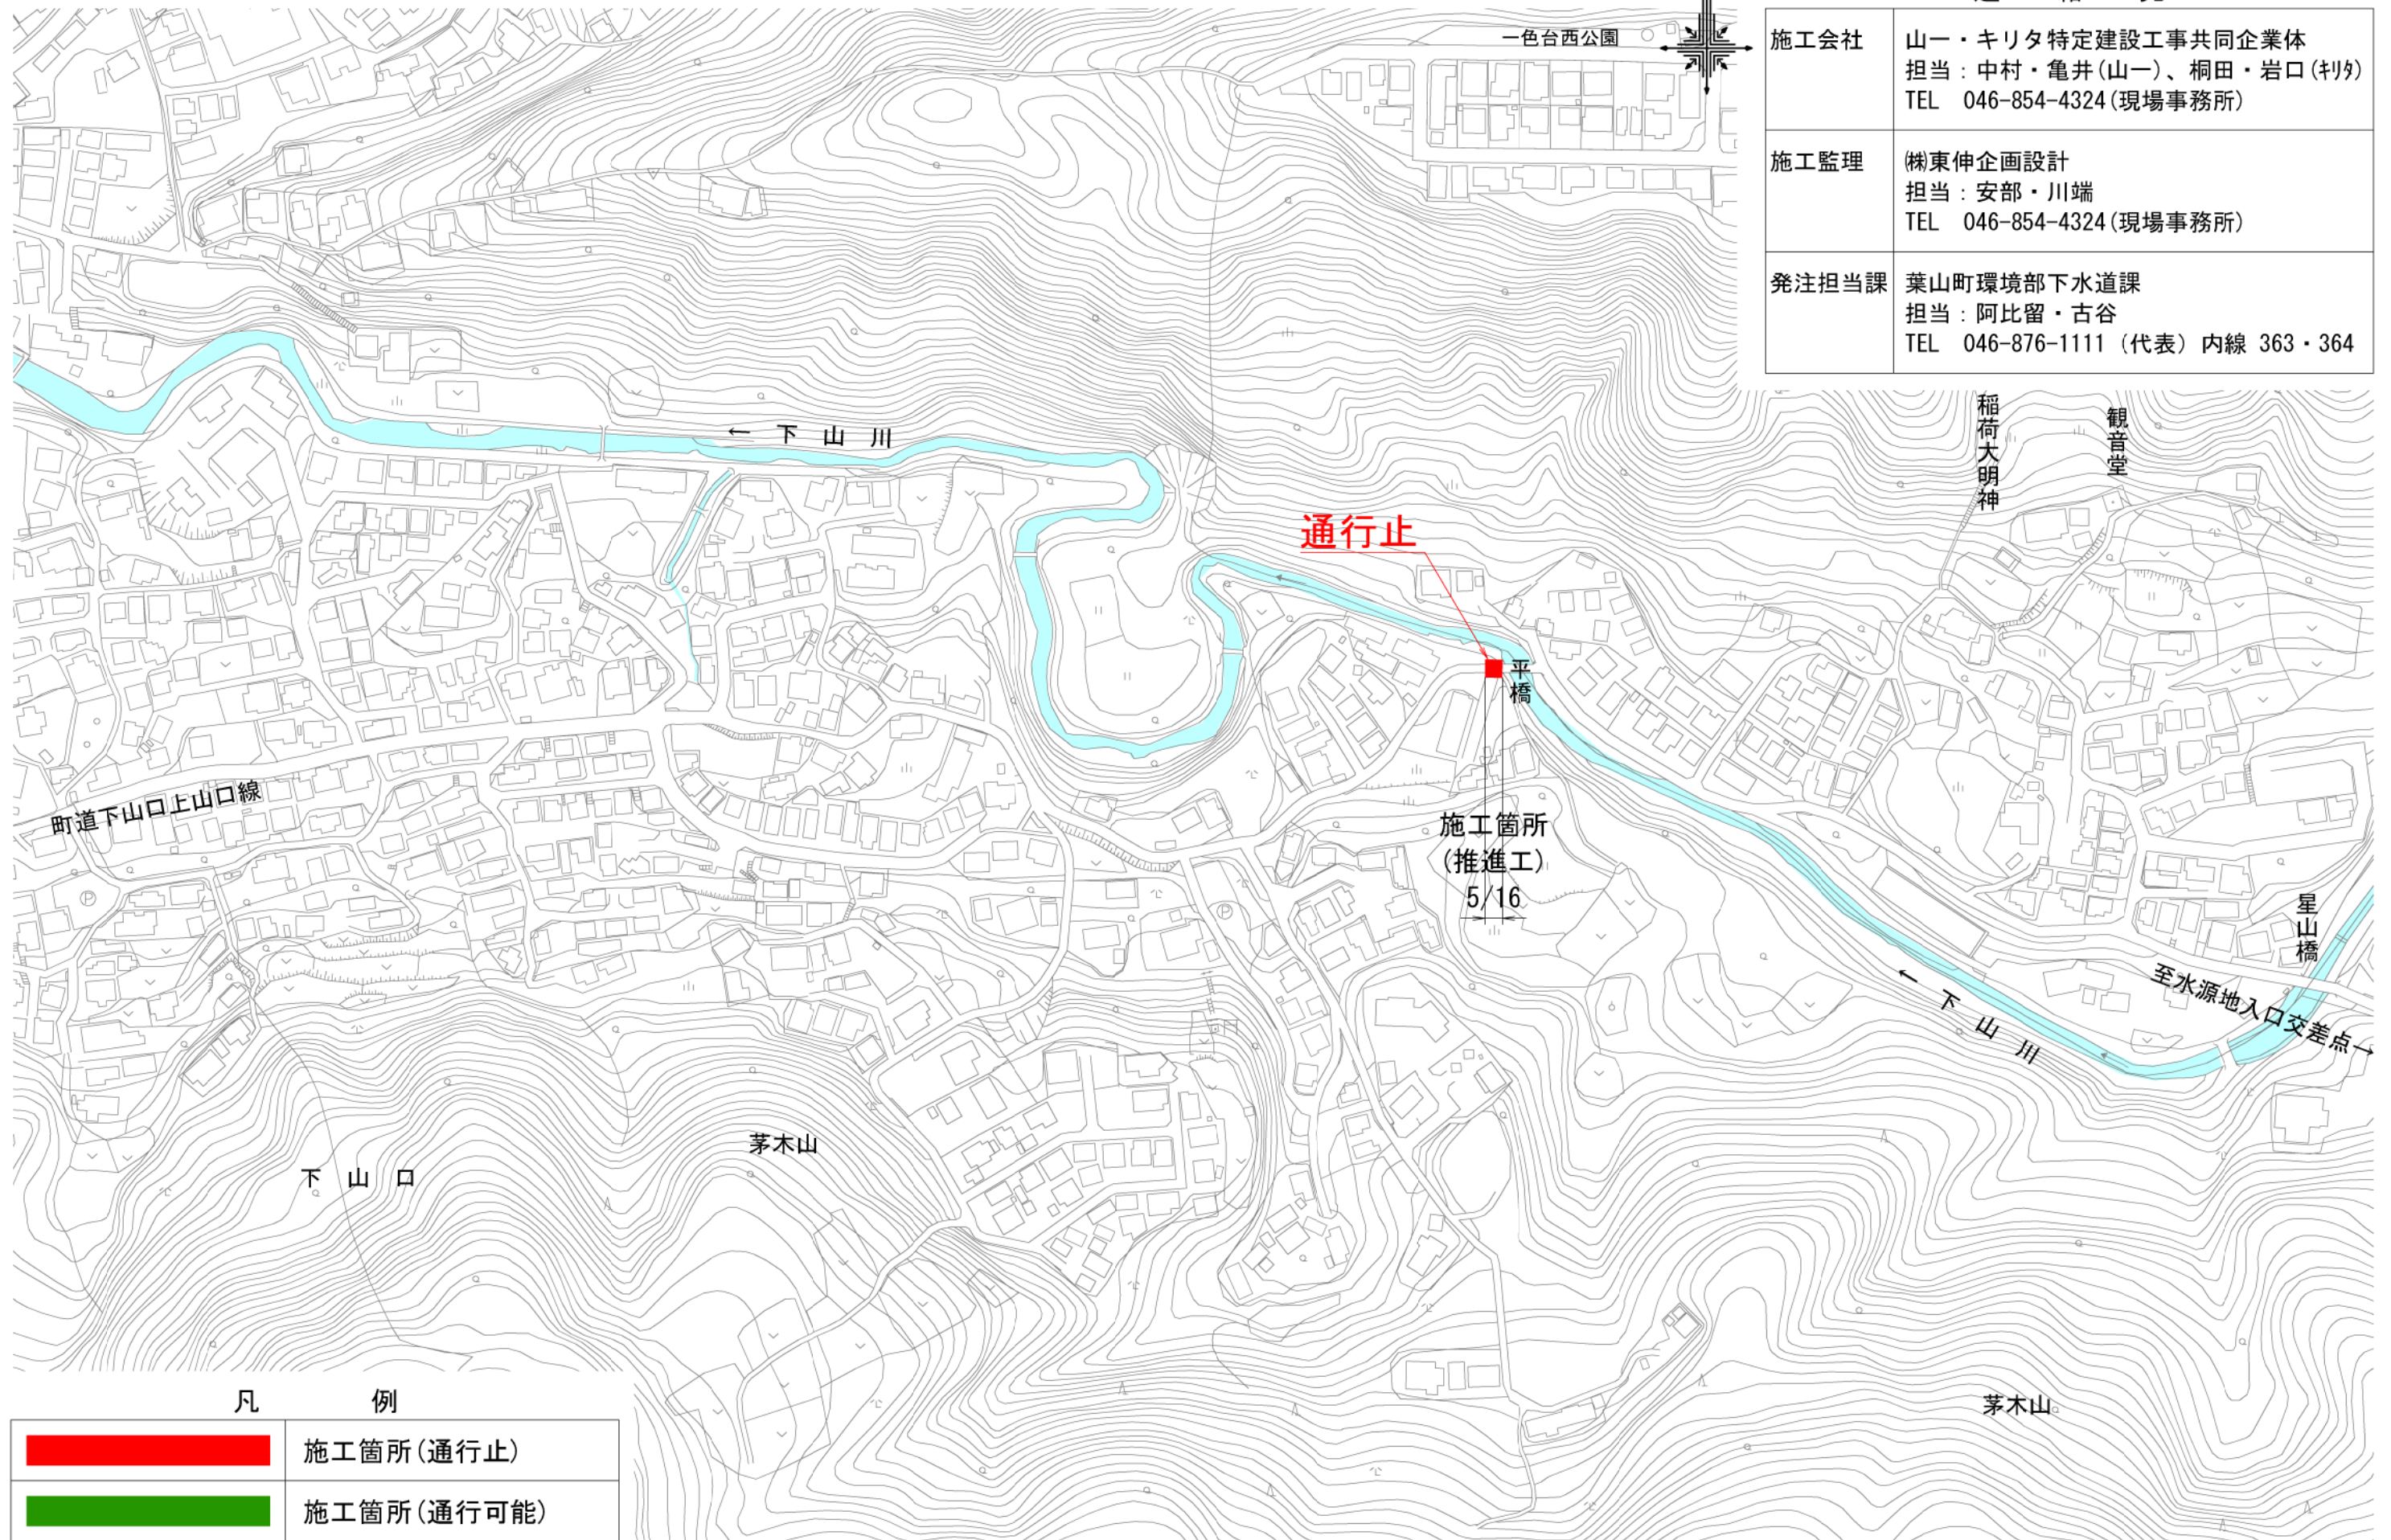 一色台西公園
施工会社
山一・キリタ特定建設工事共同企業体
担当:中村・亀井(山一)、桐田・岩口(ｷﾘﾀ)
TEL 046-854-4324(現場事務所)
施工監理
㈱東伸企画設計
担当:安部・川端
TEL 046-854-4324(現場事務所)
発注担当課
葉山町環境部下水道課
担当:阿比留・古谷
TEL 046-876-1111 (代表) 内線 363・364
稲荷大明神
観音堂
← 下山川
通行止
平橋
町道下山口上山口線
施工箇所
(推進工)
5/16
星山橋
至水源地入口交差点→
← 下山川
茅木山
下山口
茅木山
凡例
施工箇所(通行止)
施工箇所(通行可能)